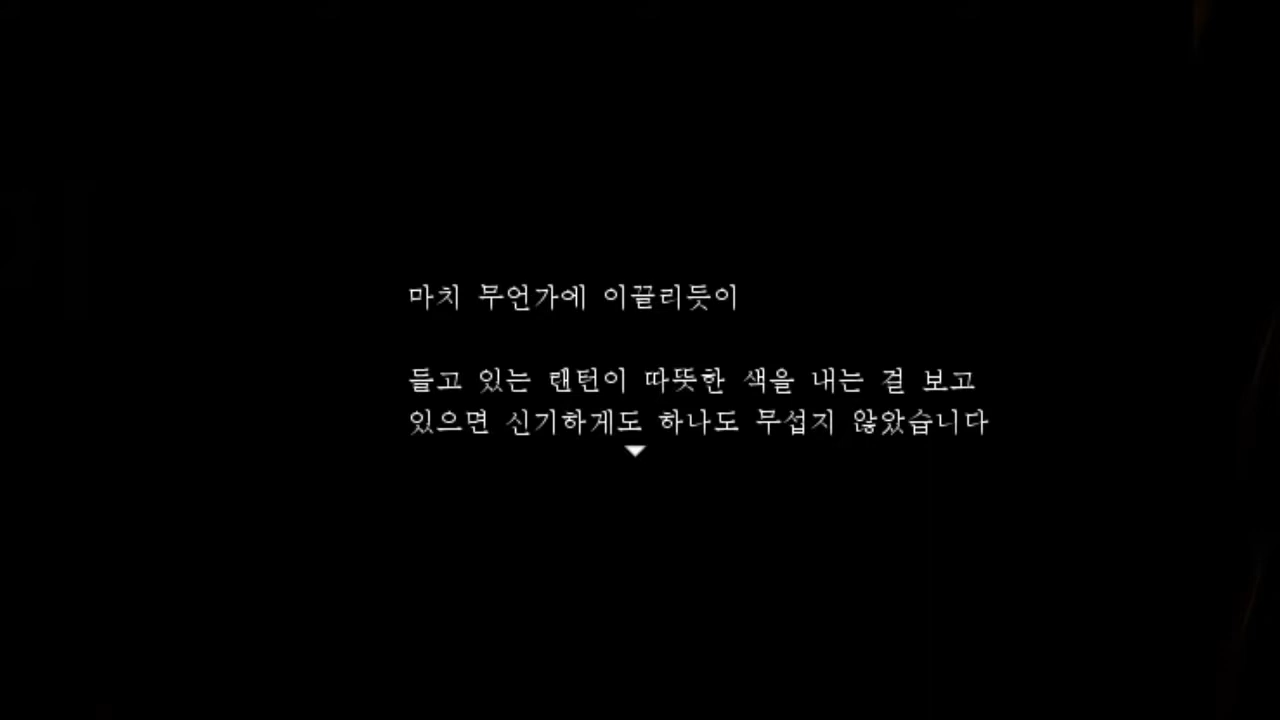 마치 무언가에 이끌리듯이
들고 있는 랜턴이 따뜻한 색을 내는 걸 보고
있으면 신기하게도 하나도 무섭지 않았습니다